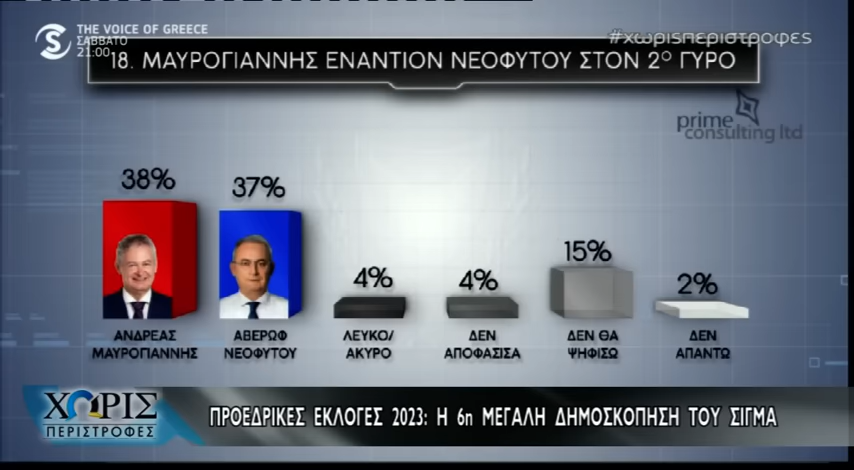 THE VOICE OF GREECE
ΣΑΒΒΑΤΟ
21:00
#χωρισπεριστροφες
18. ΜΑΥΡΟΓΙΑΝΝΗΣ ΕΝΑΝΤΙΟΝ ΝΕΟΦΥΤΟΥ ΣΤΟΝ 2º ΓΥΡΟ
prime
consulting ltd
38% 37% 4% 4% 15% 2%
ΑΝΔΡΕΑΣ ΑΒΕΡΩΦ ΛΕΥΚΟ/ ΔΕΝ ΔΕΝ ΘΑ ΔΕΝ
ΜΑΥΡΟΓΙΑΝΝΗΣ ΝΕΟΦΥΤΟΥ ΑΚΥΡΟ ΑΠΟΦΑΣΙΣΑ ΨΗΦΙΣΩ ΑΠΑΝΤΩ
ΧΩΡΙΣ
ΠΕΡΙΣΤΡΟΦΕΣ
ΠΡΟΕΔΡΙΚΕΣ ΕΚΛΟΓΕΣ 2023: Η 6η ΜΕΓΑΛΗ ΔΗΜΟΣΚΟΠΗΣΗ ΤΟΥ ΣΙΓΜΑ